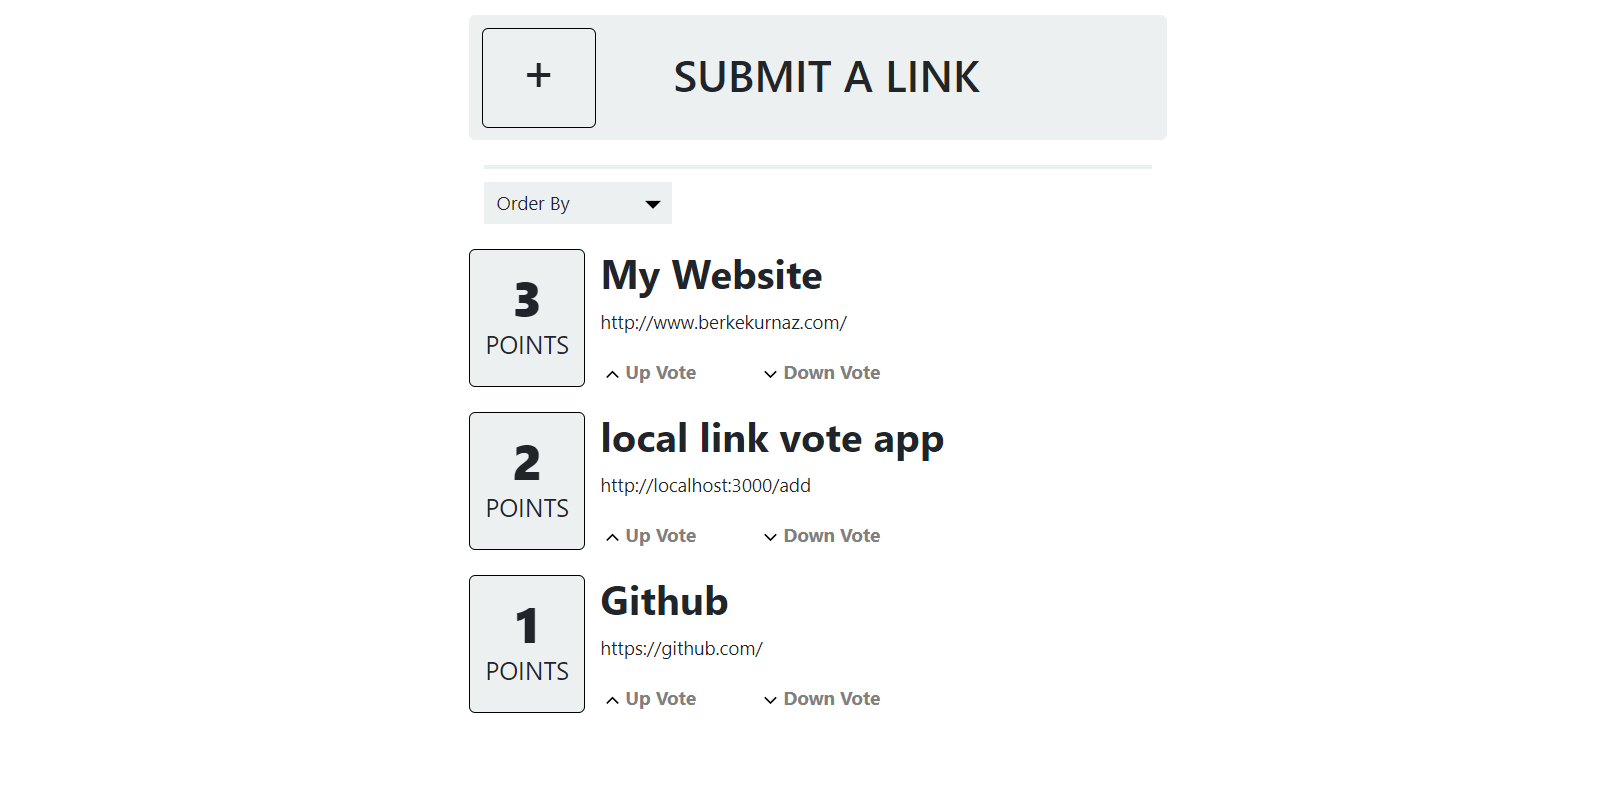 + SUBMIT A LINK
Order By
3
POINTS
My Website
http://www.berkekurnaz.com/
Up Vote
Down Vote
2
POINTS
local link vote app
http://localhost:3000/add
Up Vote
Down Vote
1
POINTS
Github
https://github.com/
Up Vote
Down Vote